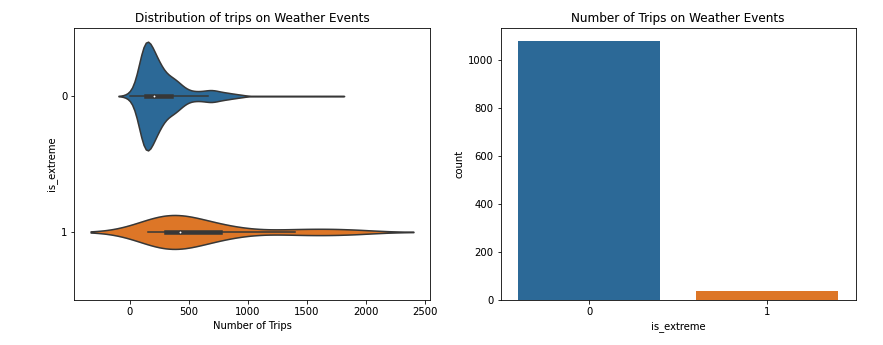 Distribution of trips on Weather Events
is_extreme
0
1
0
500
1000
1500
2000
2500
Number of Trips
Number of Trips on Weather Events
count
1000
800
600
400
200
0
0
1
is_extreme